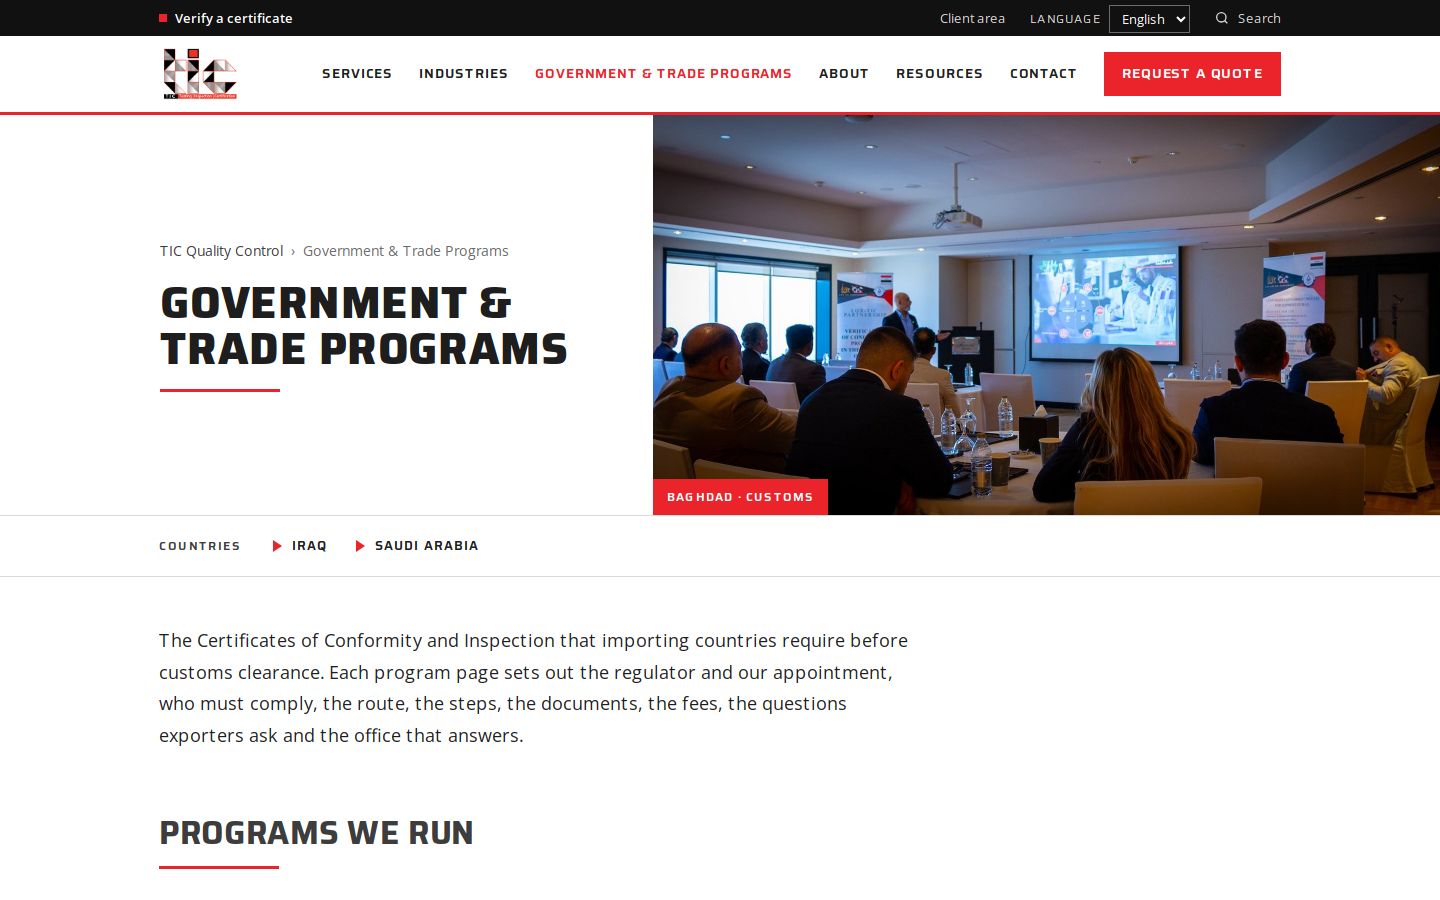 Verify a certificate
Client area
LANGUAGE
English
Search
tic
SERVICES
INDUSTRIES
GOVERNMENT & TRADE PROGRAMS
ABOUT
RESOURCES
CONTACT
REQUEST A QUOTE
TIC Quality Control › Government & Trade Programs
GOVERNMENT &
TRADE PROGRAMS
BAGHDAD · CUSTOMS
COUNTRIES
IRAQ
SAUDI ARABIA
The Certificates of Conformity and Inspection that importing countries require before
customs clearance. Each program page sets out the regulator and our appointment,
who must comply, the route, the steps, the documents, the fees, the questions
exporters ask and the office that answers.
PROGRAMS WE RUN